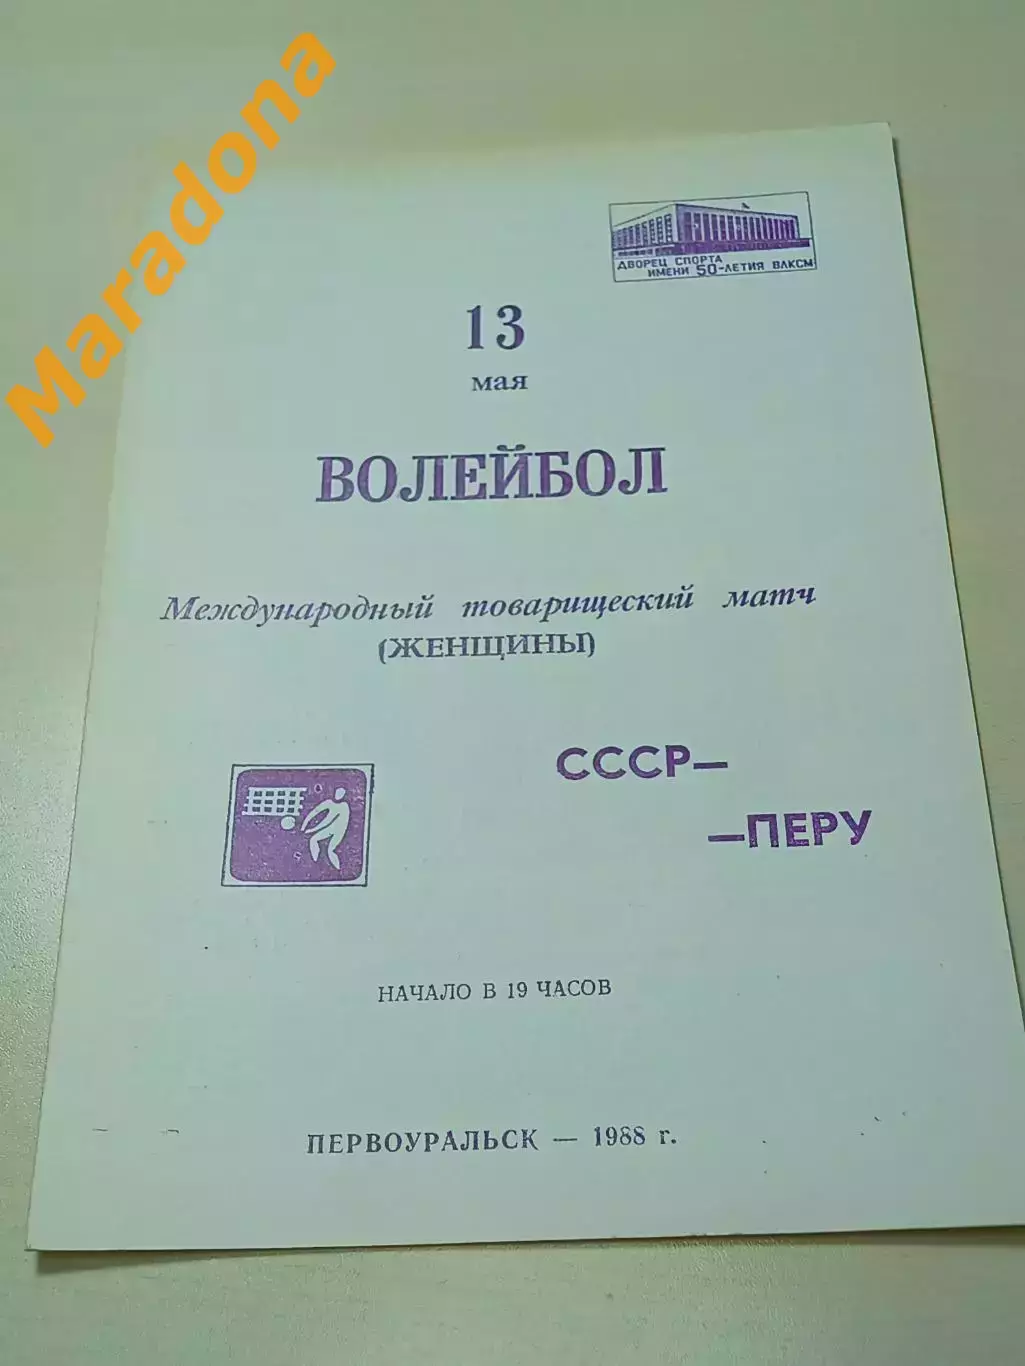 Maradona
ДВОРЕЦ СПОРТА
ИМЕНИ 50-ЛЕТИЯ ВЛКСМ
13
мая
ВОЛЕЙБОЛ
Международный товарищеский матч
(ЖЕНЩИНЫ)
СССР—
—ПЕРУ
НАЧАЛО В 19 ЧАСОВ
ПЕРВОУРАЛЬСК — 1988 г.